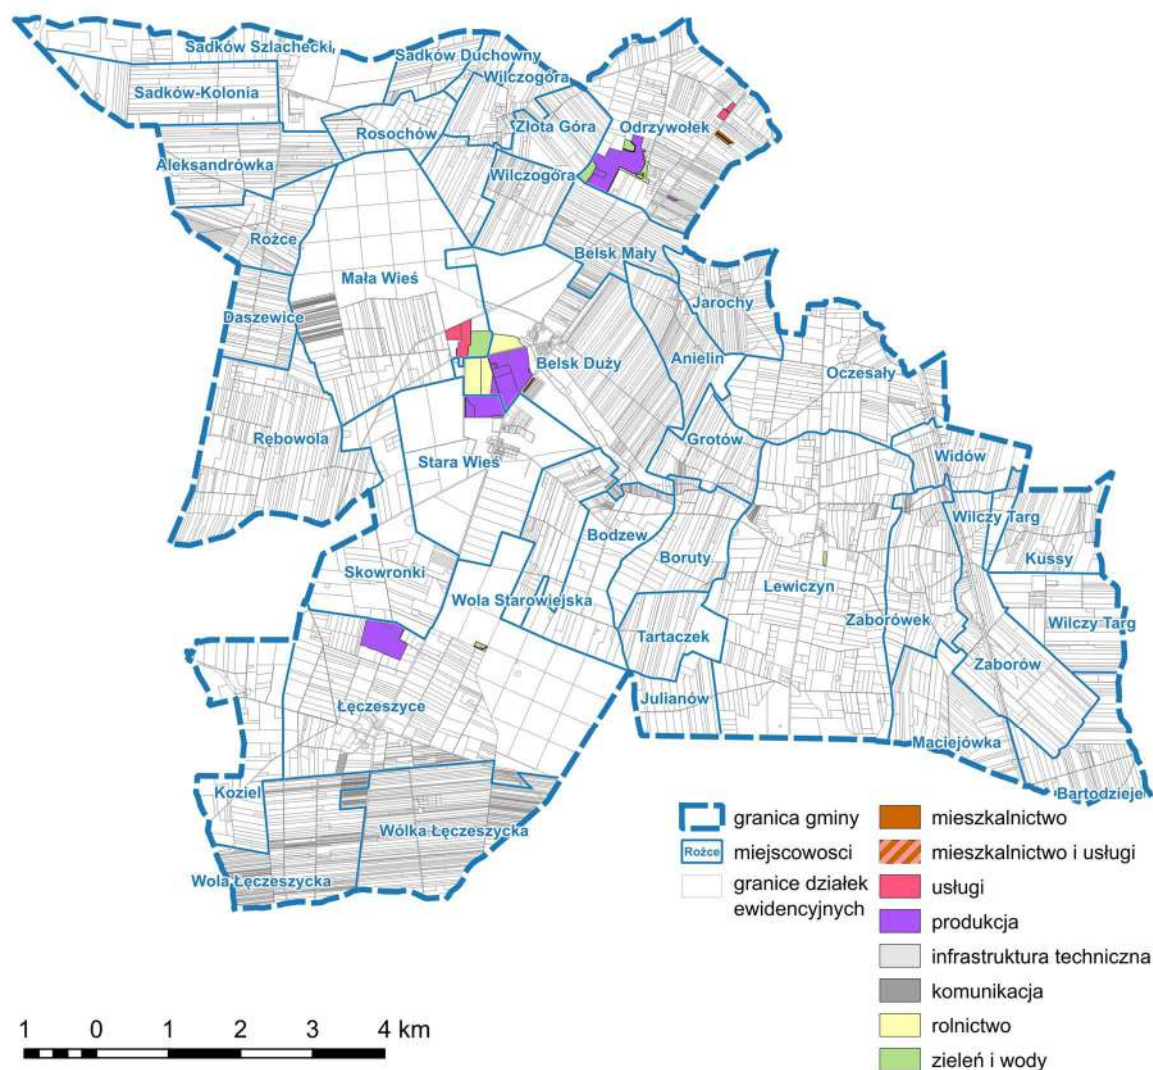 Sadków Szlachecki
Sadków Duchowny
Wilczogóra
Sadków-Kolonia
Złota Góra
Odrzywołek
Rosochów
Aleksandrówka
Wilczogóra
Rożce
Belsk Mały
Mała Wieś
Jarochy
Daszewice
Belsk Duży
Anielin
Oczesały
Rębowola
Grotów
Stara Wieś
Widów
Wilczy Targ
Bodzew
Boruty
Kussy
Skowronki
Lewiczyn
Wola Starowiejska
Zaborówek
Wilczy Targ
Tartaczek
Zaborów
Julianów
Łęczeszyce
Maciejówka
Koziel
Bartodzieje
Wólka Łęczeszycka
Wola Łęczeszycka
granica gminy
Rożce
miejscowosci
granice działek
ewidencyjnych
mieszkalnictwo
mieszkalnictwo i usługi
usługi
produkcja
infrastruktura techniczna
komunikacja
rolnictwo
zieleń i wody
1 0 1 2 3 4 km